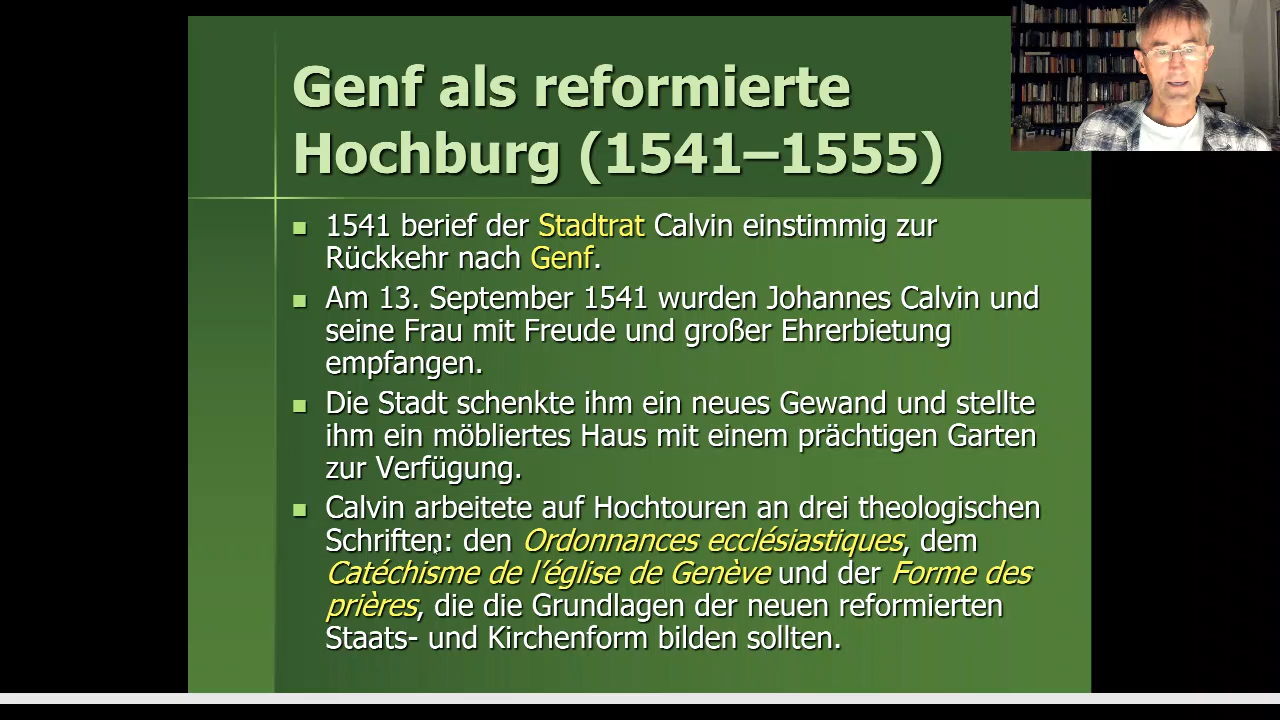 Genf als reformierte
Hochburg (1541–1555)
■ 1541 berief der Stadtrat Calvin einstimmig zur
Rückkehr nach Genf.
■ Am 13. September 1541 wurden Johannes Calvin und
seine Frau mit Freude und großer Ehrerbietung
empfangen.
■ Die Stadt schenkte ihm ein neues Gewand und stellte
ihm ein möbliertes Haus mit einem prächtigen Garten
zur Verfügung.
■ Calvin arbeitete auf Hochtouren an drei theologischen
Schriften: den Ordonnances ecclésiastiques, dem
Catéchisme de l’église de Genève und der Forme des
prières, die die Grundlagen der neuen reformierten
Staats- und Kirchenform bilden sollten.